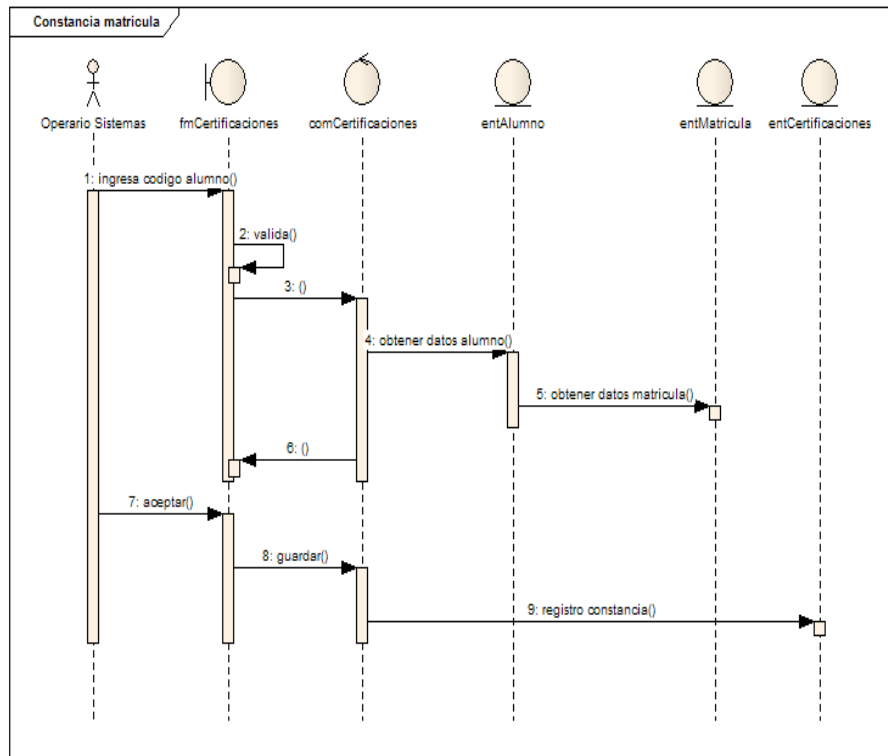 Constancia matricula
Operario Sistemas
fmCertificaciones
comCertificaciones
entAlumno
entMatricula
entCertificaciones
1: ingresa codigo alumno()
2: valida()
3: ()
4: obtener datos alumno()
5: obtener datos matricula()
6: ()
7: aceptar()
8: guardar()
9: registro constancia()